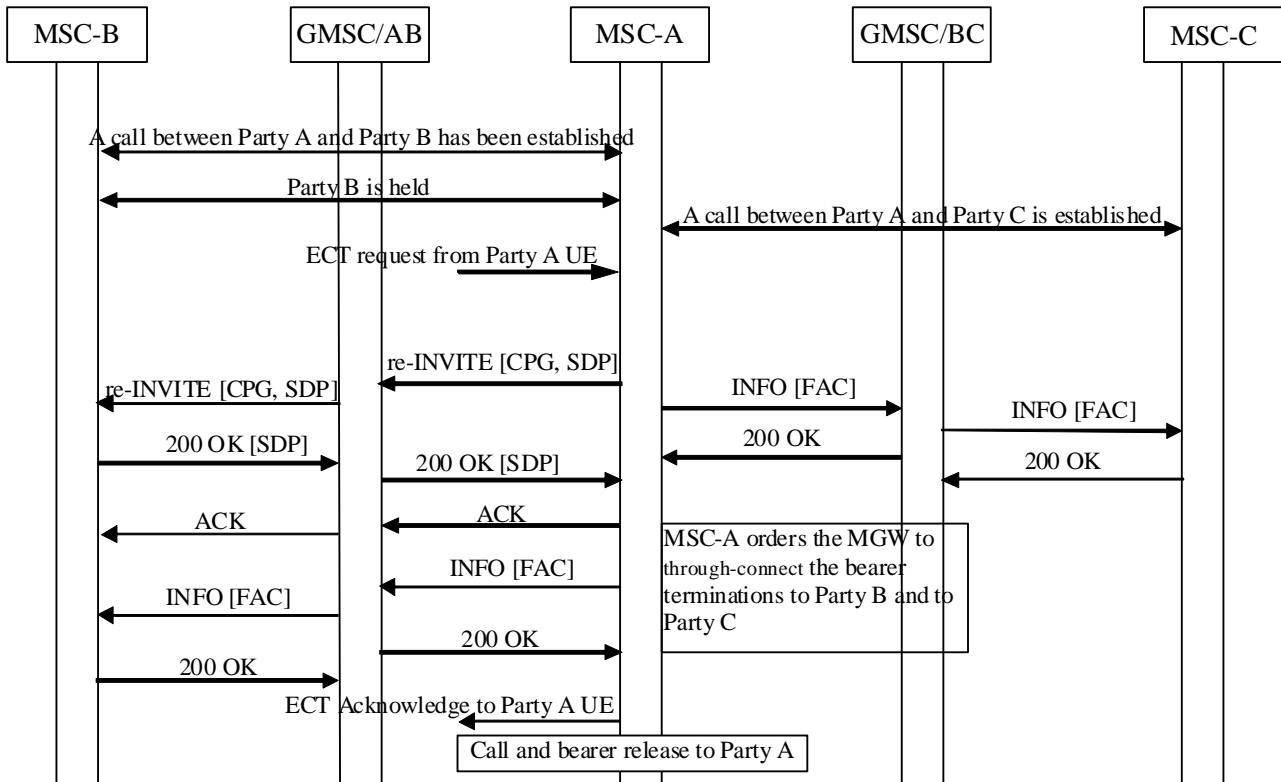 MSC-B
GMSC/AB
MSC-A
GMSC/BC
MSC-C
A call between Party A and Party B has been established
Party B is held
A call between Party A and Party C is established
ECT request from Party A UE
re-INVITE [CPG, SDP]
re-INVITE [CPG, SDP]
INFO [FAC]
INFO [FAC]
200 OK [SDP]
200 OK
200 OK [SDP]
200 OK
ACK
ACK
MSC-A orders the MGW to
through-connect the bearer
terminations to Party B and to
Party C
INFO [FAC]
INFO [FAC]
200 OK
200 OK
ECT Acknowledge to Party A UE
Call and bearer release to Party A